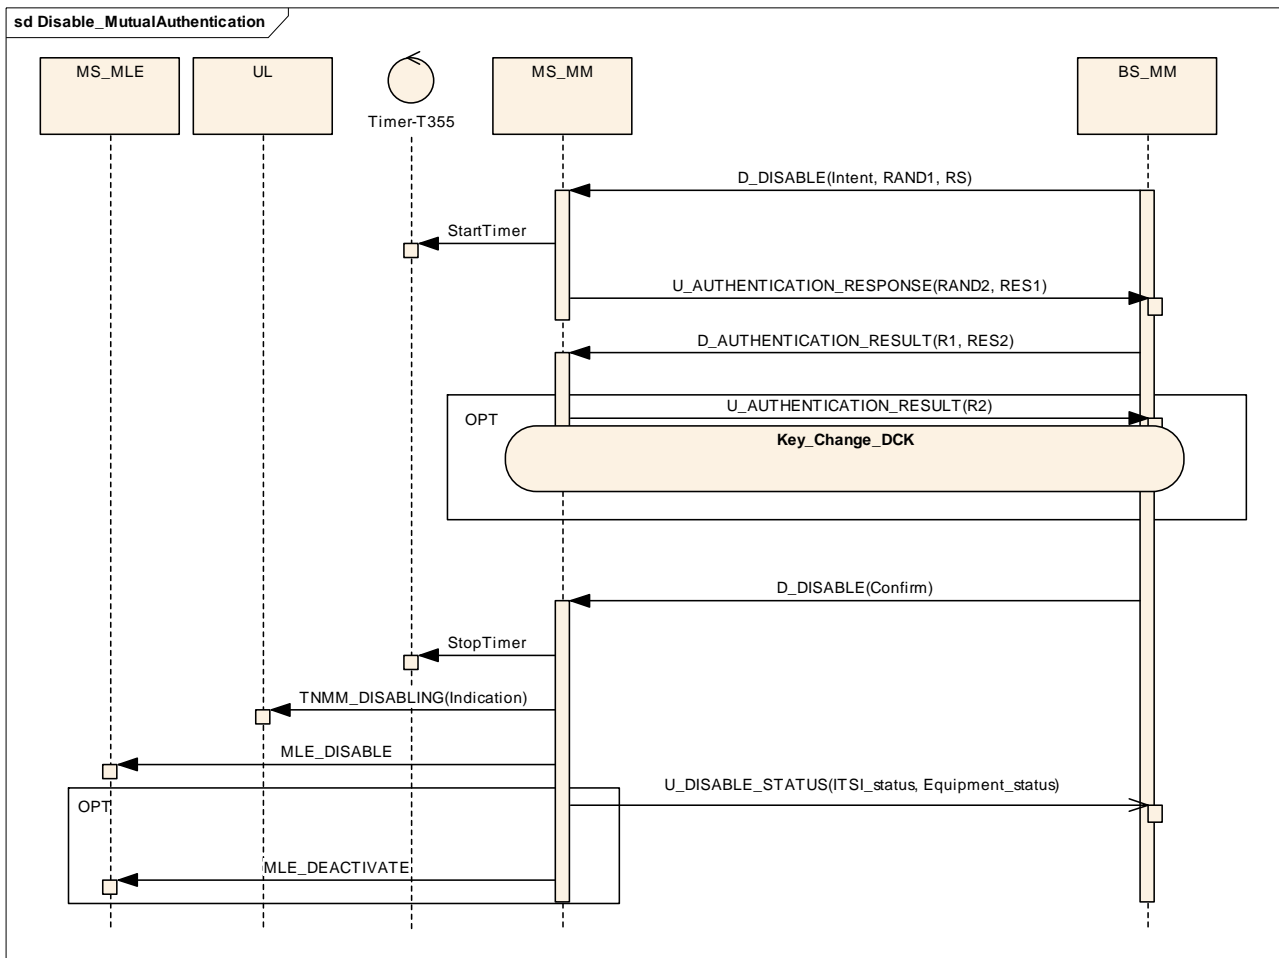 sd Disable_MutualAuthentication
MS_MLE
UL
Timer-T355
MS_MM
BS_MM
D_DISABLE(Intent, RAND1, RS)
StartTimer
U_AUTHENTICATION_RESPONSE(RAND2, RES1)
D_AUTHENTICATION_RESULT(R1, RES2)
OPT
U_AUTHENTICATION_RESULT(R2)
Key_Change_DCK
D_DISABLE(Confirm)
StopTimer
TNMM_DISABLING(Indication)
MLE_DISABLE
U_DISABLE_STATUS(ITSI_status, Equipment_status)
OPT
MLE_DEACTIVATE